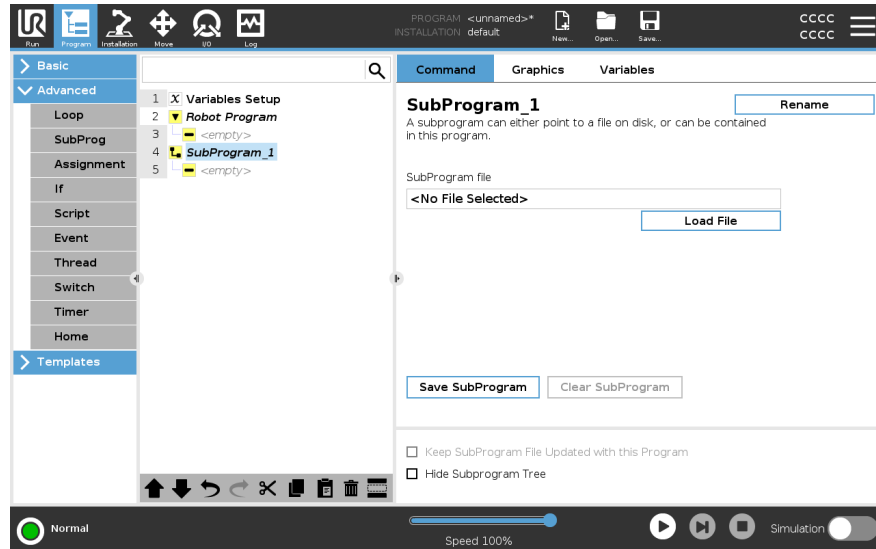 PROGRAM <unnamed>*
INSTALLATION default
UR
Run
Program
Installation
Move
I/O
Log
New...
Open...
Save...
CCCC
CCCC
Basic
Advanced
Loop
SubProg
Assignment
If
Script
Event
Thread
Switch
Timer
Home
Templates
1 X Variables Setup
2 Robot Program
3 <empty>
4 SubProgram_1
5 <empty>
Command Graphics Variables
SubProgram_1
Rename
A subprogram can either point to a file on disk, or can be contained
in this program.
SubProgram file
<No File Selected>
Load File
Save SubProgram
Clear SubProgram
Keep SubProgram File Updated with this Program
Hide Subprogram Tree
Normal
Speed 100%
Simulation